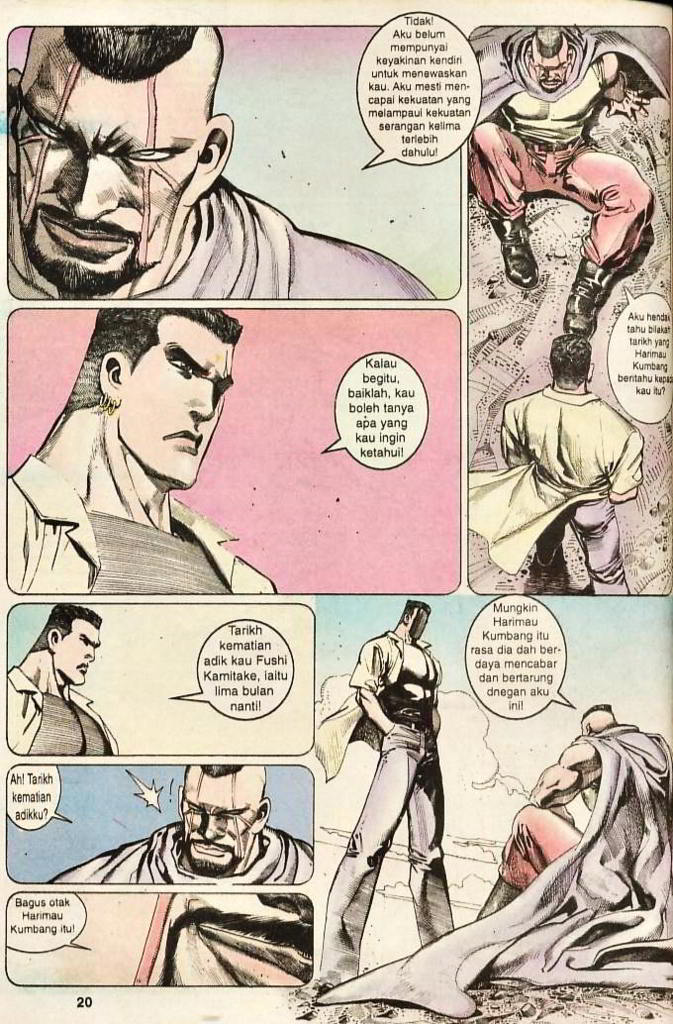 Tidak!
Aku belum
mempunyai
keyakinan kendiri
untuk menewaskan
kau. Aku mesti men-
capai kekuatan yang
melampaui kekuatan
serangan kelima
terlebih
dahulu!
Aku hendak
tahu bilakah
tarikh yang
Harimau
Kumbang
beritahu kepada
kau itu?
Kalau
begitu,
baiklah, kau
boleh tanya
apa yang
kau ingin
ketahui!
Tarikh
kematian
adik kau Fushi
Kamitake, iaitu
lima bulan
nanti!
Ah! Tarikh
kematian
adikku?
!
Bagus otak
Harimau
Kumbang itu!
Mungkin
Harimau
Kumbang itu
rasa dia dah ber-
daya mencabar
dan bertarung
dnegan aku
ini!
20